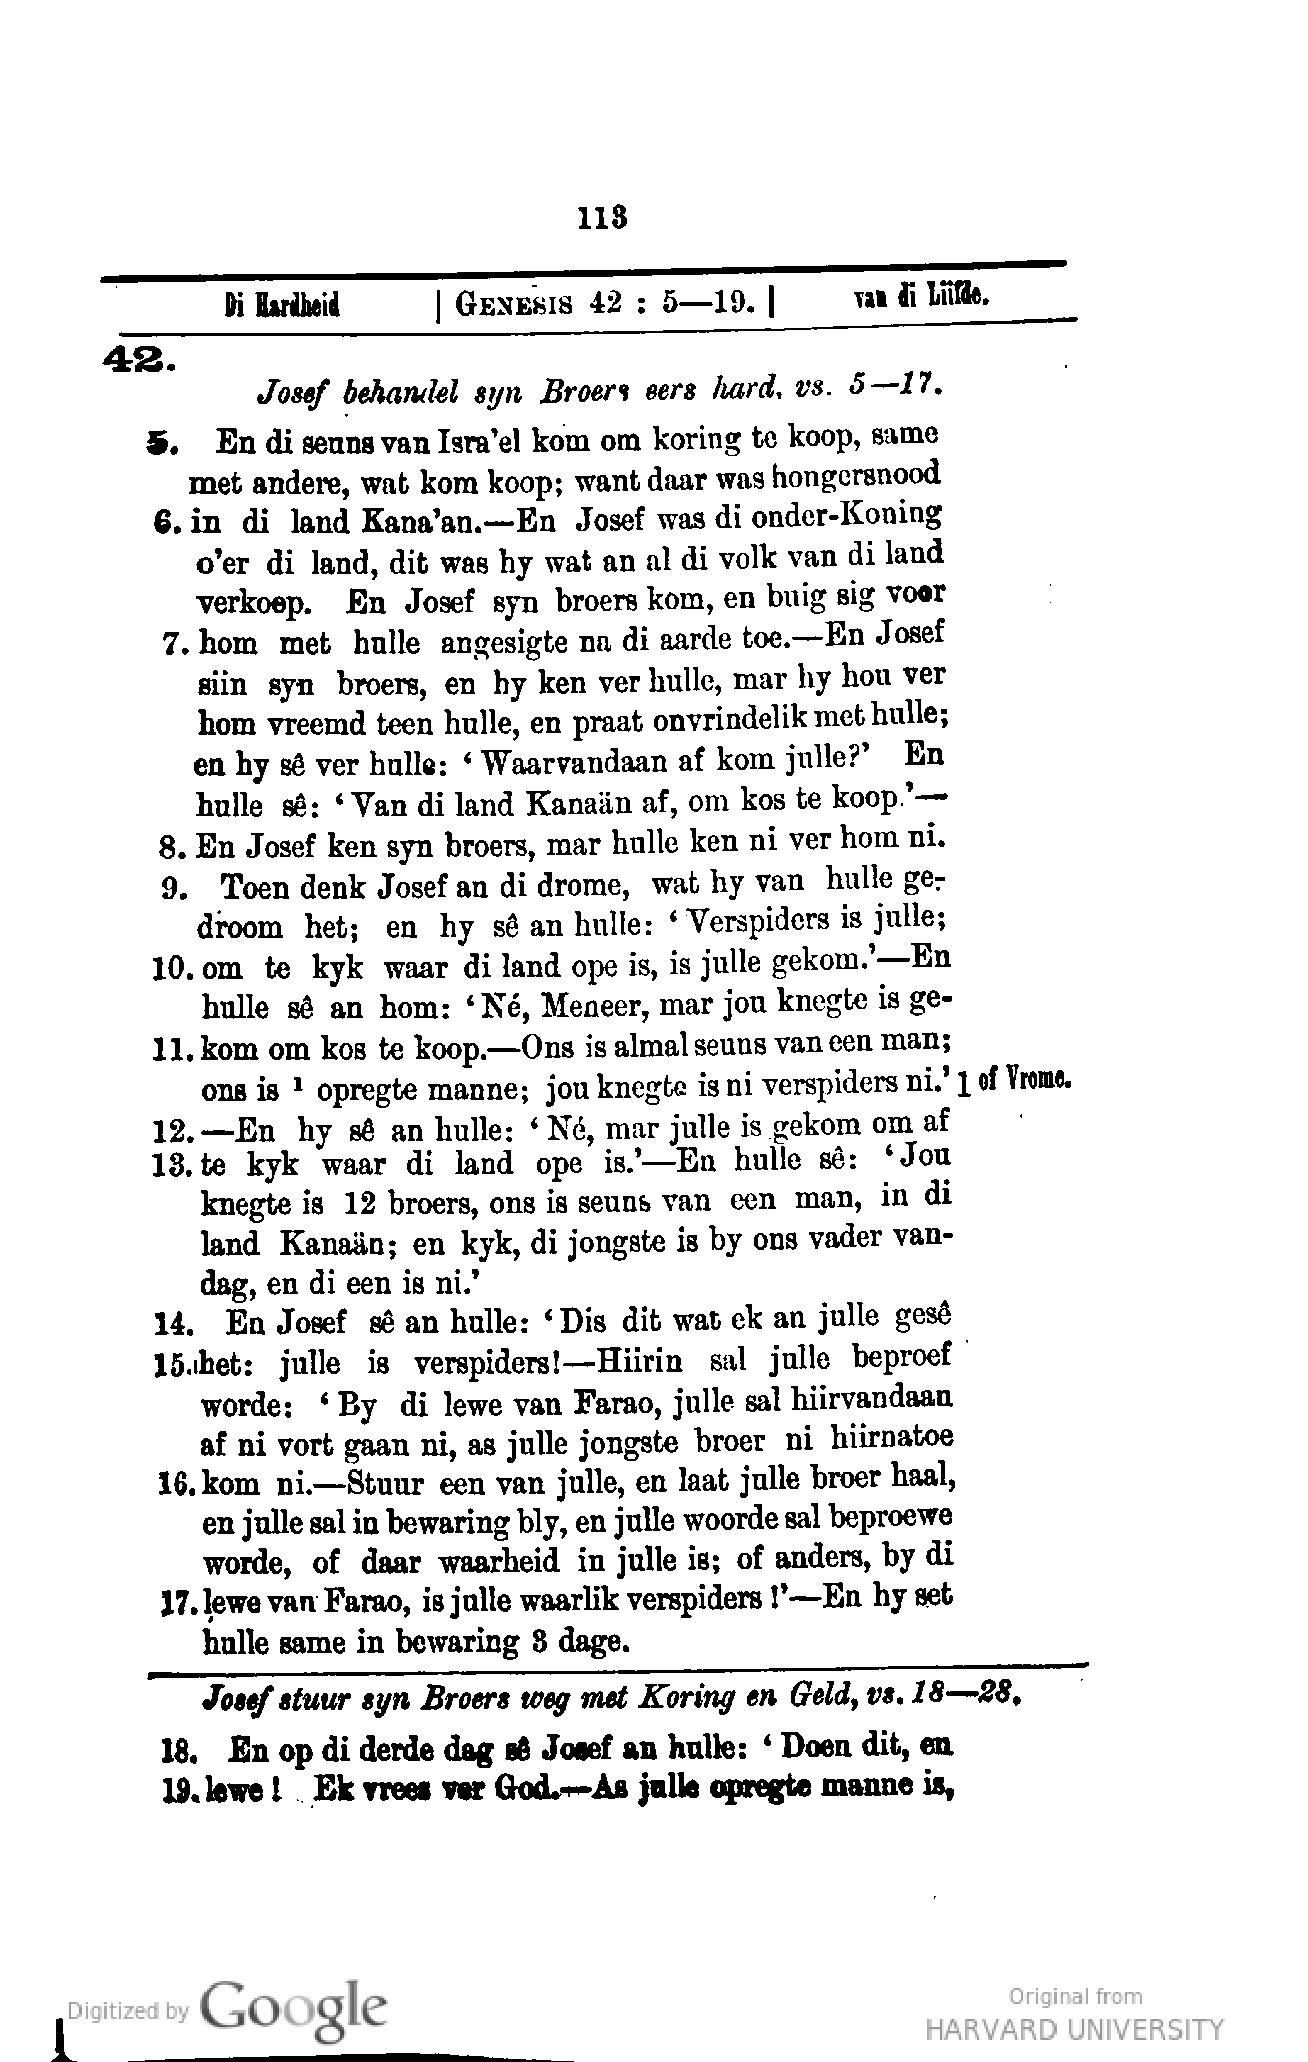 113
Di Hardheid | GENESIS 42 : 5—19. | van di Liifde.
42.
Josef behandel syn Broers eers hard, vs. 5—17.
5. En di seuns van Isra'el kom om koring te koop, same
met andere, wat kom koop; want daar was hongersnood
6. in di land Kana'an.—En Josef was di onder-Koning
o'er di land, dit was hy wat an al di volk van di land
verkoop. En Josef syn broers kom, en buig sig voor
7. hom met hulle angesigte na di aarde toe.—En Josef
siin syn broers, en hy ken ver hulle, mar hy hou ver
hom vreemd teen hulle, en praat onvrindelik met hulle;
en hy sê ver hulle: ‘Waarvandaan af kom julle?’ En
hulle sê: ‘Van di land Kanaän af, om kos te koop.’—
8. En Josef ken syn broers, mar hulle ken ni ver hom ni.
9. Toen denk Josef an di drome, wat hy van hulle ge-
droom het; en hy sê an hulle: ‘Verspiders is julle;
10. om te kyk waar di land ope is, is julle gekom.’—En
hulle sê an hom: ‘Né, Meneer, mar jou knegte is ge-
11. kom om kos te koop.—Ons is almal seuns van een man;
ons is ¹ opregte manne; jou knegte is ni verspiders ni.’ 1 of Vrome.
12. —En hy sê an hulle: ‘Né, mar julle is gekom om af
13. te kyk waar di land ope is.’—En hulle sê: ‘Jou
knegte is 12 broers, ons is seuns van een man, in di
land Kanaän; en kyk, di jongste is by ons vader van-
dag, en di een is ni.’
14. En Josef sê an hulle: ‘Dis dit wat ek an julle gesê
15. het: julle is verspiders!—Hiirin sal julle beproef
worde: ‘By di lewe van Farao, julle sal hiirvandaan
af ni vort gaan ni, as julle jongste broer ni hiirnatoe
16. kom ni.—Stuur een van julle, en laat julle broer haal,
en julle sal in bewaring bly, en julle woorde sal beproewe
worde, of daar waarheid in julle is; of anders, by di
17. lewe van Farao, is julle waarlik verspiders!’—En hy set
hulle same in bewaring 3 dage.
Josef stuur syn Broers weg met Koring en Geld, vs. 18—28.
18. En op di derde dag sê Josef an hulle: ‘Doen dit, en
19. lewe! Ek vrees ver God.—As julle opregte manne is,
Digitized by Google
Original from
HARVARD UNIVERSITY